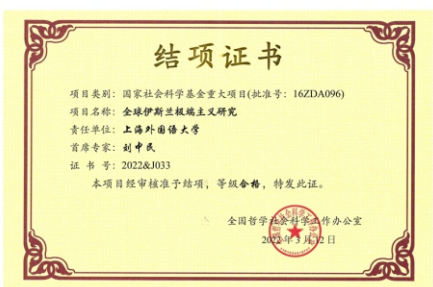 结项证书
项目类别：国家社会科学基金重大项目(批准号：16ZDA096)
项目名称：全球伊斯兰极端主义研究
责任单位：上海外国语大学
首席专家：刘中民
证 书 号：2022&J033
本项目经审核准予结项，等级合格，特发此证。
全国哲学社会科学工作办公室
2022年3月12日